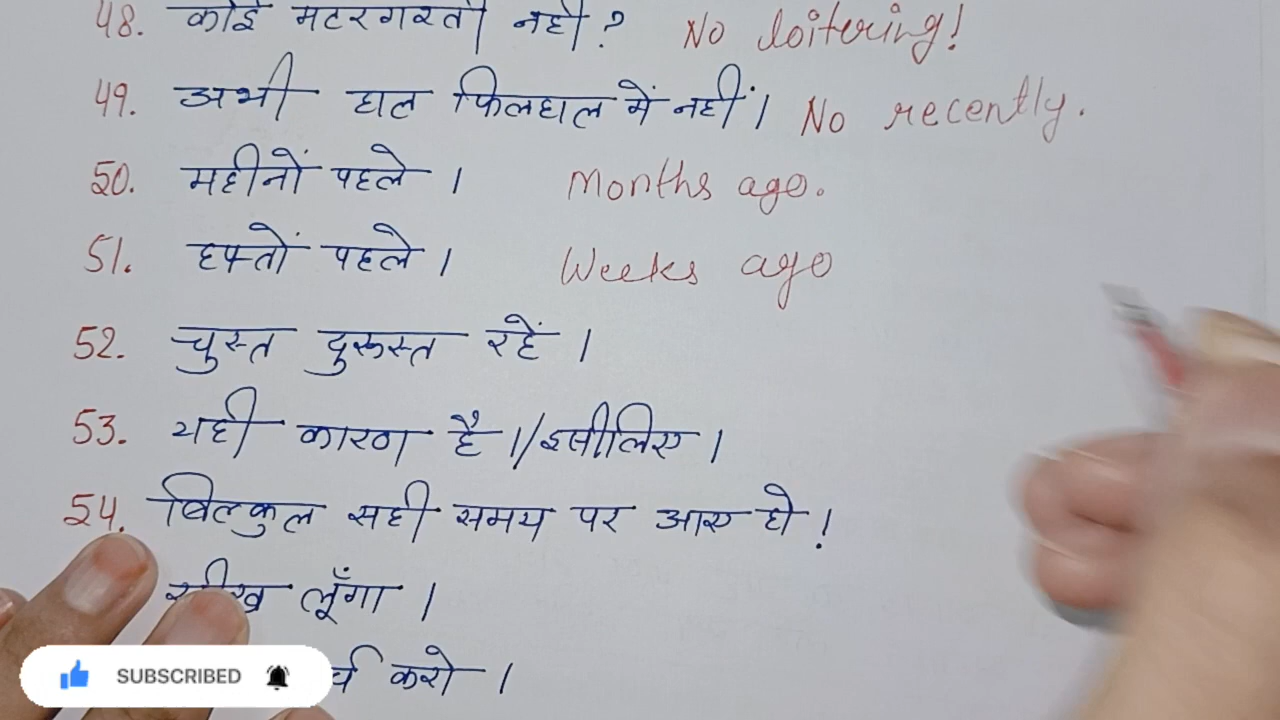 48. कोई मटरगश्ती नहीं? No loitering!
49. अभी हाल फिलहाल में नहीं। No recently.
50. महीनों पहले। Months ago.
51. हफ्तों पहले। Weeks ago
52. चुस्त दुरूस्त रहें।
53. यही कारण है।/इसीलिए।
54. बिल्कुल सही समय पर आए हो!
सीख लूँगा।
करो।
SUBSCRIBED